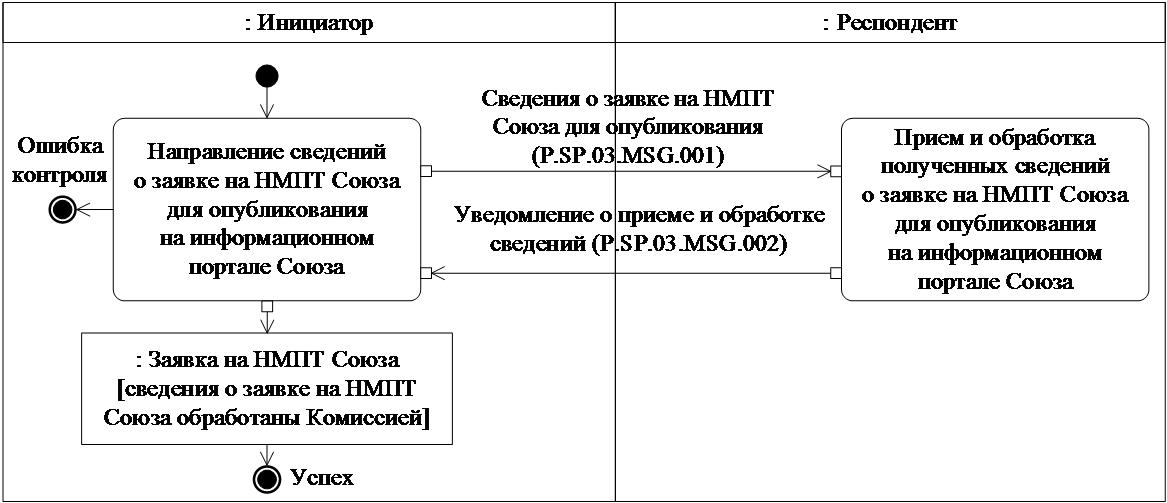 : Инициатор
: Респондент
Сведения о заявке на НМПТ
Союза для опубликования
(P.SP.03.MSG.001)
Ошибка
контроля
Направление сведений
о заявке на НМПТ Союза
для опубликования
на информационном
портале Союза
Прием и обработка
полученных сведений
о заявке на НМПТ Союза
для опубликования
на информационном
портале Союза
Уведомление о приеме и обработке
сведений (P.SP.03.MSG.002)
: Заявка на НМПТ Союза
[сведения о заявке на НМПТ
Союза обработаны Комиссией]
Успех